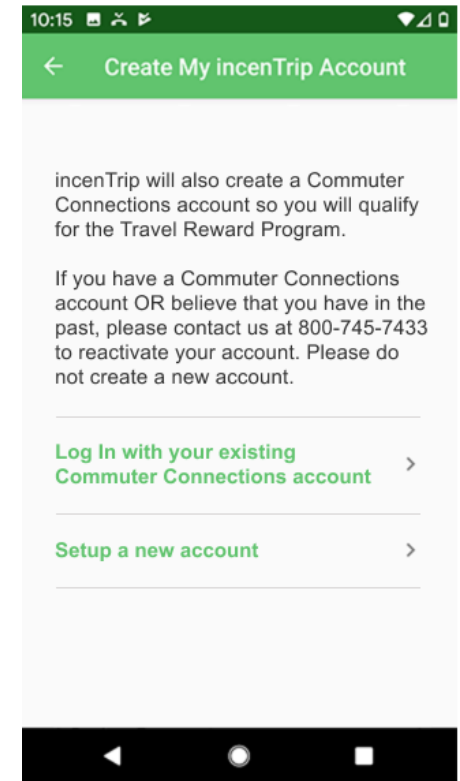 10:15
Create My incenTrip Account
incenTrip will also create a Commuter
Connections account so you will qualify
for the Travel Reward Program.
If you have a Commuter Connections
account OR believe that you have in the
past, please contact us at 800-745-7433
to reactivate your account. Please do
not create a new account.
Log In with your existing
Commuter Connections account
Setup a new account